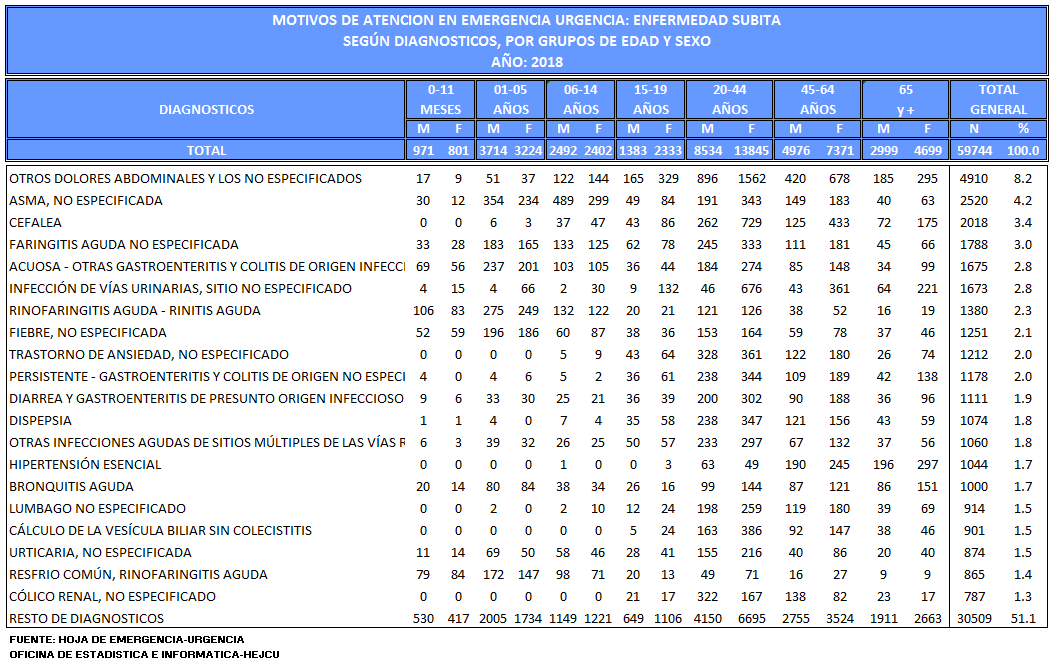 MOTIVOS DE ATENCION EN EMERGENCIA URGENCIA: ENFERMEDAD SUBITA
SEGÚN DIAGNOSTICOS, POR GRUPOS DE EDAD Y SEXO
AÑO: 2018
DIAGNOSTICOS 0-11 MESES 01-05 AÑOS 06-14 AÑOS 15-19 AÑOS 20-44 AÑOS 45-64 AÑOS 65 y + TOTAL GENERAL
M F M F M F M F M F M F M F N %
TOTAL 971 801 3714 3224 2492 2402 1383 2333 8534 13845 4976 7371 2999 4699 59744 100.0
OTROS DOLORES ABDOMINALES Y LOS NO ESPECIFICADOS 17 9 51 37 122 144 165 329 896 1562 420 678 185 295 4910 8.2
ASMA, NO ESPECIFICADA 30 12 354 234 489 299 49 84 191 343 149 183 40 63 2520 4.2
CEFALEA 0 0 6 3 37 47 43 86 262 729 125 433 72 175 2018 3.4
FARINGITIS AGUDA NO ESPECIFICADA 33 28 183 165 133 125 62 78 245 333 111 181 45 66 1788 3.0
ACUOSA - OTRAS GASTROENTERITIS Y COLITIS DE ORIGEN INFECCI 69 56 237 201 103 105 36 44 184 274 85 148 34 99 1675 2.8
INFECCIÓN DE VÍAS URINARIAS, SITIO NO ESPECIFICADO 4 15 4 66 2 30 9 132 46 676 43 361 64 221 1673 2.8
RINOFARINGITIS AGUDA - RINITIS AGUDA 106 83 275 249 132 122 20 21 121 126 38 52 16 19 1380 2.3
FIEBRE, NO ESPECIFICADA 52 59 196 186 60 87 38 36 153 164 59 78 37 46 1251 2.1
TRASTORNO DE ANSIEDAD, NO ESPECIFICADO 0 0 0 0 5 9 43 64 328 361 122 180 26 74 1212 2.0
PERSISTENTE - GASTROENTERITIS Y COLITIS DE ORIGEN NO ESPECI 4 0 4 6 5 2 36 61 238 344 109 189 42 138 1178 2.0
DIARREA Y GASTROENTERITIS DE PRESUNTO ORIGEN INFECCIOSO 9 6 33 30 25 21 36 39 200 302 90 188 36 96 1111 1.9
DISPEPSIA 1 1 4 0 7 4 35 58 238 347 121 156 43 59 1074 1.8
OTRAS INFECCIONES AGUDAS DE SITIOS MÚLTIPLES DE LAS VÍAS R 6 3 39 32 26 25 50 57 233 297 67 132 37 56 1060 1.8
HIPERTENSIÓN ESENCIAL 0 0 0 0 1 0 0 3 63 49 190 245 196 297 1044 1.7
BRONQUITIS AGUDA 20 14 80 84 38 34 26 16 99 144 87 121 86 151 1000 1.7
LUMBAGO NO ESPECIFICADO 0 0 2 0 2 10 12 24 198 259 119 180 39 69 914 1.5
CÁLCULO DE LA VESÍCULA BILIAR SIN COLECISTITIS 0 0 0 0 0 0 5 24 163 386 92 147 38 46 901 1.5
URTICARIA, NO ESPECIFICADA 11 14 69 50 58 46 28 41 155 216 40 86 20 40 874 1.5
RESFRIO COMÚN, RINOFARINGITIS AGUDA 79 84 172 147 98 71 20 13 49 71 16 27 9 9 865 1.4
CÓLICO RENAL, NO ESPECIFICADO 0 0 0 0 0 0 21 17 322 167 138 82 23 17 787 1.3
RESTO DE DIAGNOSTICOS 530 417 2005 1734 1149 1221 649 1106 4150 6695 2755 3524 1911 2663 30509 51.1
FUENTE: HOJA DE EMERGENCIA-URGENCIA
OFICINA DE ESTADISTICA E INFORMATICA-HEJCU